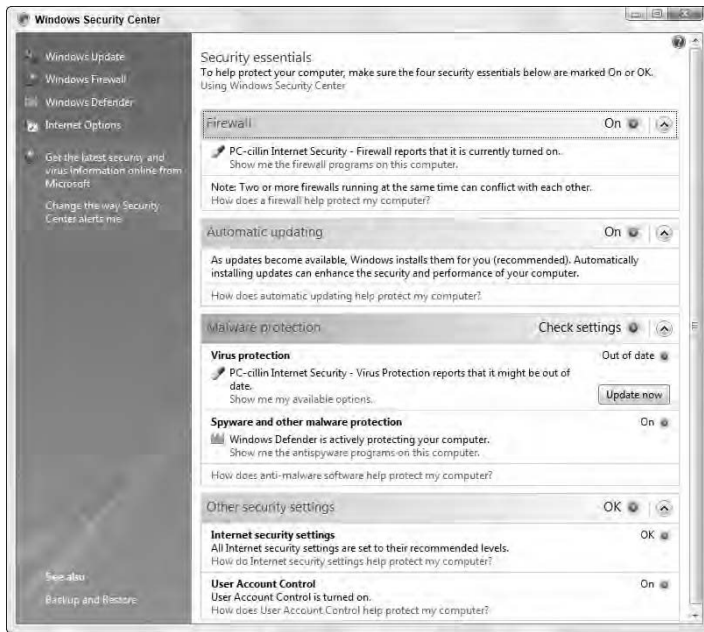 Windows Security Center
Windows Update
Windows Firewall
Windows Defender
Internet Options
Get the latest security and
virus information online from
Microsoft
Change the way Security
Center alerts me
See also
Backup and Restore
Security essentials
To help protect your computer, make sure the four security essentials below are marked On or OK.
Using Windows Security Center
Firewall On
PC-cillin Internet Security - Firewall reports that it is currently turned on.
Show me the firewall programs on this computer.
Note: Two or more firewalls running at the same time can conflict with each other.
How does a firewall help protect my computer?
Automatic updating On
As updates become available, Windows installs them for you (recommended). Automatically
installing updates can enhance the security and performance of your computer.
How does automatic updating help protect my computer?
Malware protection Check settings
Virus protection Out of date
PC-cillin Internet Security - Virus Protection reports that it might be out of
date.
Show me my available options.
Update now
Spyware and other malware protection On
Windows Defender is actively protecting your computer.
Show me the antispyware programs on this computer.
How does anti-malware software help protect my computer?
Other security settings OK
Internet security settings OK
All Internet security settings are set to their recommended levels.
How do Internet security settings help protect my computer?
User Account Control On
User Account Control is turned on.
How does User Account Control help protect my computer?